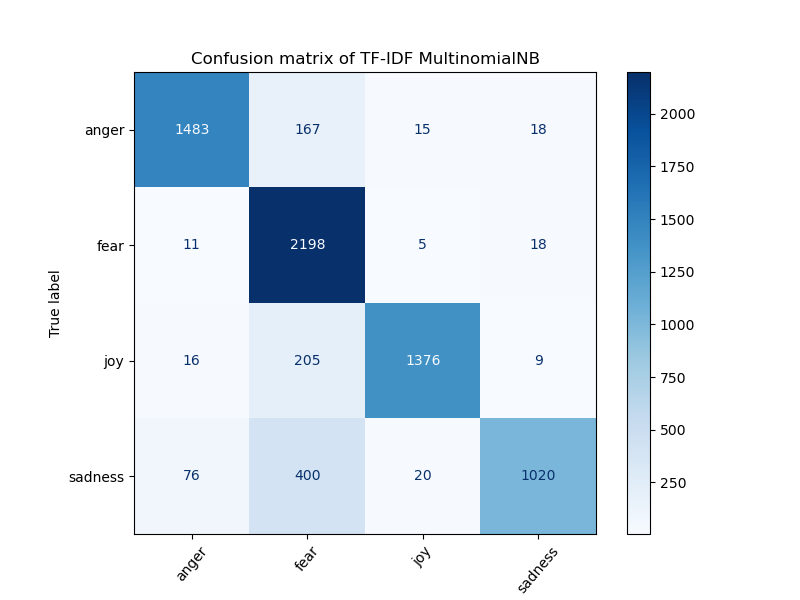 Confusion matrix of TF-IDF MultinomialNB
True label
anger 1483 167 15 18
fear 11 2198 5 18
joy 16 205 1376 9
sadness 76 400 20 1020
anger fear joy sadness
2000
1750
1500
1250
1000
750
500
250